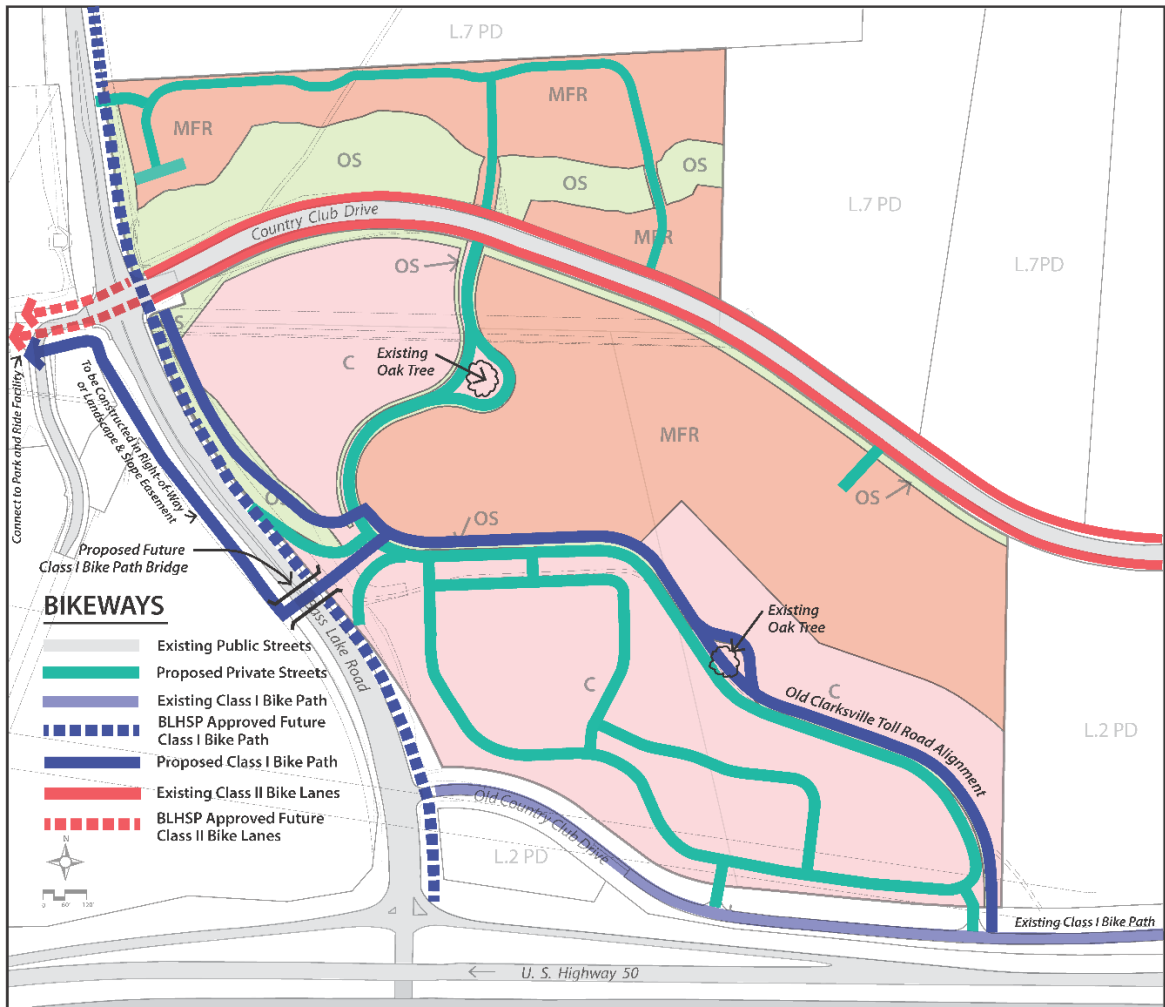 L.7 PD
MFR
MFR
OS
OS
OS
L.7 PD
Country Club Drive
MFR
OS
L.7PD
Existing
Oak Tree
C
Connect to Park and Ride Facility
To be Constructed in Right-of-Way
or Landscape & Slope Easement
MFR
OS
OS
Proposed Future
Class I Bike Path Bridge
Existing
Oak Tree
C
C
Old Clarksville Toll Road Alignment
L.2 PD
Lake Road
BIKEWAYS
Existing Public Streets
Proposed Private Streets
Existing Class I Bike Path
BLHSP Approved Future
Class I Bike Path
Proposed Class I Bike Path
Existing Class II Bike Lanes
BLHSP Approved Future
Class II Bike Lanes
N
0 60' 120'
Old Country Club Drive
L.2 PD
Existing Class I Bike Path
U. S. Highway 50